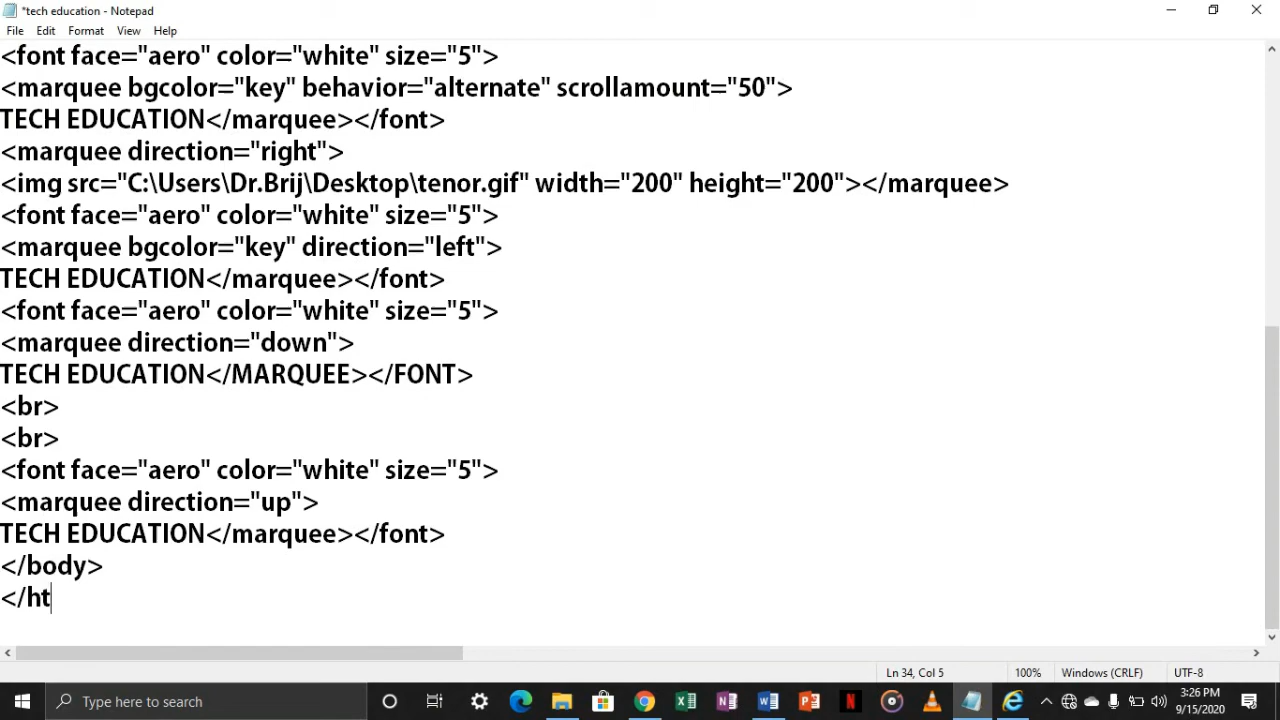 *tech education - Notepad
File Edit Format View Help
<font face="aero" color="white" size="5">
<marquee bgcolor="key" behavior="alternate" scrollamount="50">
TECH EDUCATION</marquee></font>
<marquee direction="right">
<img src="C:\Users\Dr.Brij\Desktop\tenor.gif" width="200" height="200"></marquee>
<font face="aero" color="white" size="5">
<marquee bgcolor="key" direction="left">
TECH EDUCATION</marquee></font>
<font face="aero" color="white" size="5">
<marquee direction="down">
TECH EDUCATION</MARQUEE></FONT>
<br>
<br>
<font face="aero" color="white" size="5">
<marquee direction="up">
TECH EDUCATION</marquee></font>
</body>
</ht
Ln 34, Col 5 100% Windows (CRLF) UTF-8
Type here to search
3:26 PM
9/15/2020